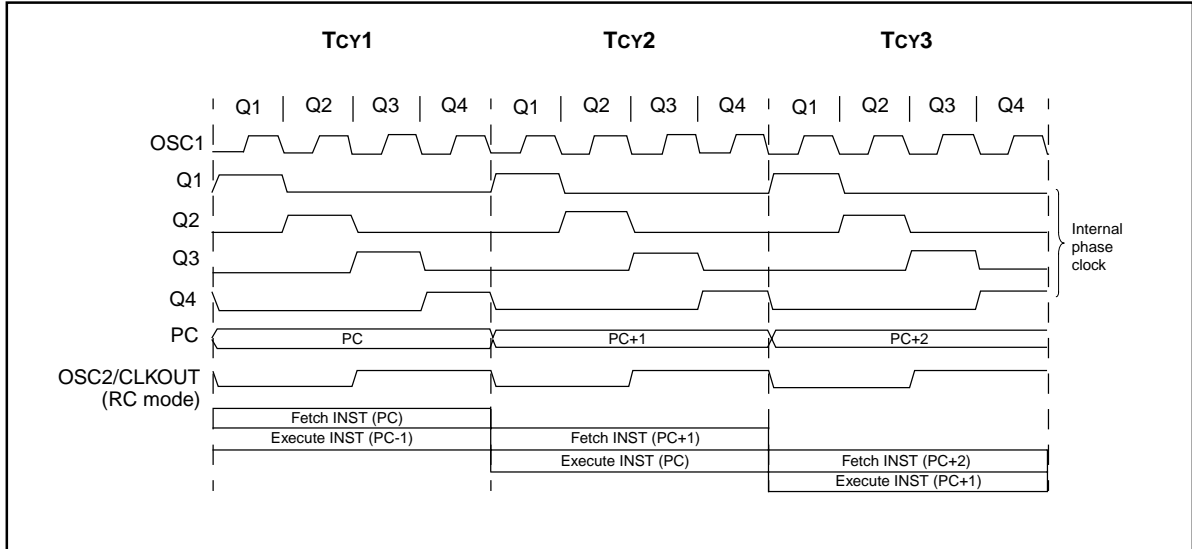 TCY1 TCY2 TCY3
Q1 Q2 Q3 Q4 Q1 Q2 Q3 Q4 Q1 Q2 Q3 Q4
OSC1
Q1
Q2
Q3
Q4
Internal
phase
clock
PC
PC PC+1 PC+2
OSC2/CLKOUT
(RC mode)
Fetch INST (PC)
Execute INST (PC-1) Fetch INST (PC+1)
Execute INST (PC) Fetch INST (PC+2)
Execute INST (PC+1)